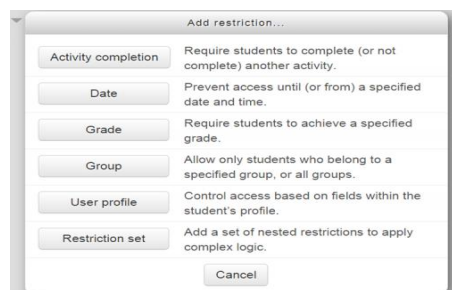 Add restriction...
Activity completion
Require students to complete (or not
complete) another activity.
Date
Prevent access until (or from) a specified
date and time.
Grade
Require students to achieve a specified
grade.
Group
Allow only students who belong to a
specified group, or all groups.
User profile
Control access based on fields within the
student's profile.
Restriction set
Add a set of nested restrictions to apply
complex logic.
Cancel